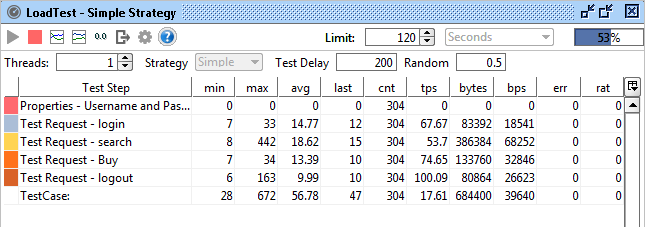 LoadTest - Simple Strategy
0.0 ? Limit: 120 Seconds 53%
Threads: 1 Strategy Simple Test Delay 200 Random 0.5
Test Step min max avg last cnt tps bytes bps err rat
Properties - Username and Pas... 0 0 0 0 304 0 0 0 0 0
Test Request - login 7 33 14.77 12 304 67.67 83392 18541 0 0
Test Request - search 8 442 18.62 15 304 53.7 386384 68252 0 0
Test Request - Buy 7 34 13.39 10 304 74.65 133760 32846 0 0
Test Request - logout 6 163 9.99 10 304 100.09 80864 26623 0 0
TestCase: 28 672 56.78 47 304 17.61 684400 39640 0 0